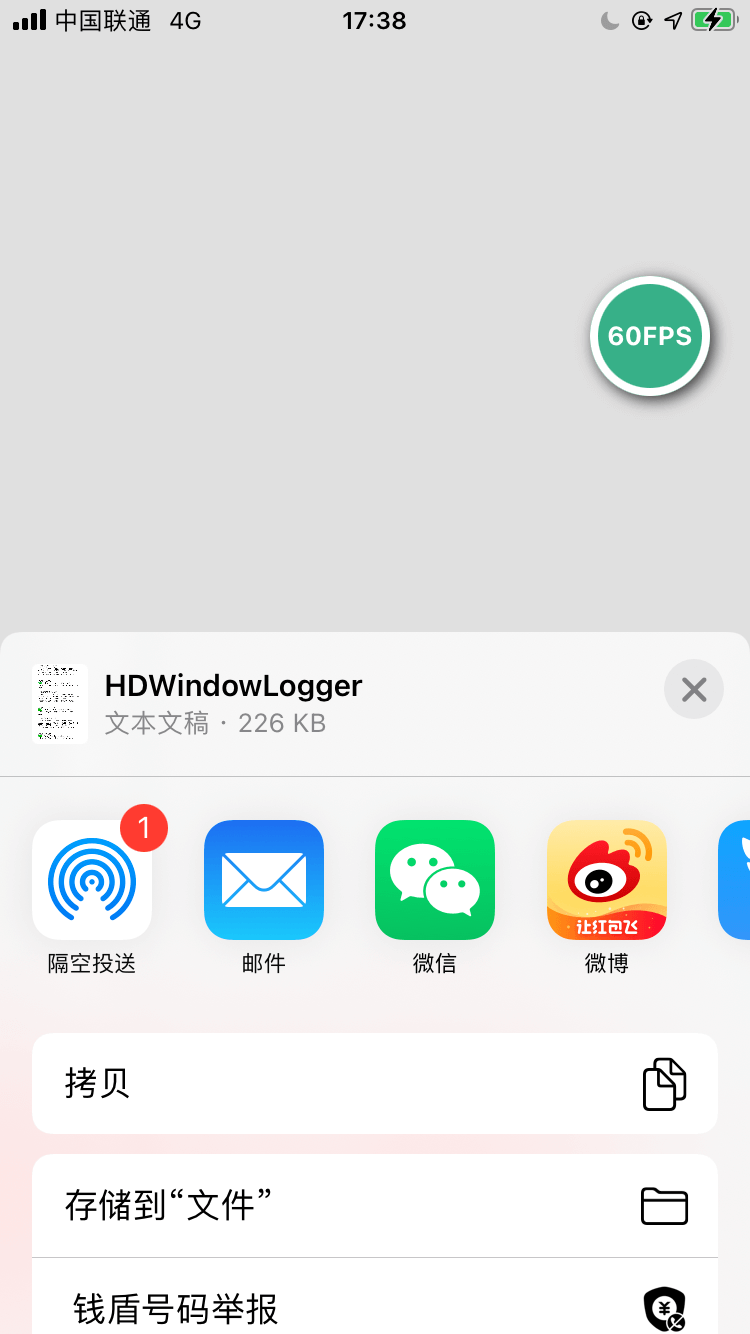 中国联通 4G 17:38
60FPS
HDWindowLogger
文本文稿 · 226 KB
1
让红包飞
隔空投送 邮件 微信 微博
拷贝
存储到“文件”
钱盾号码举报